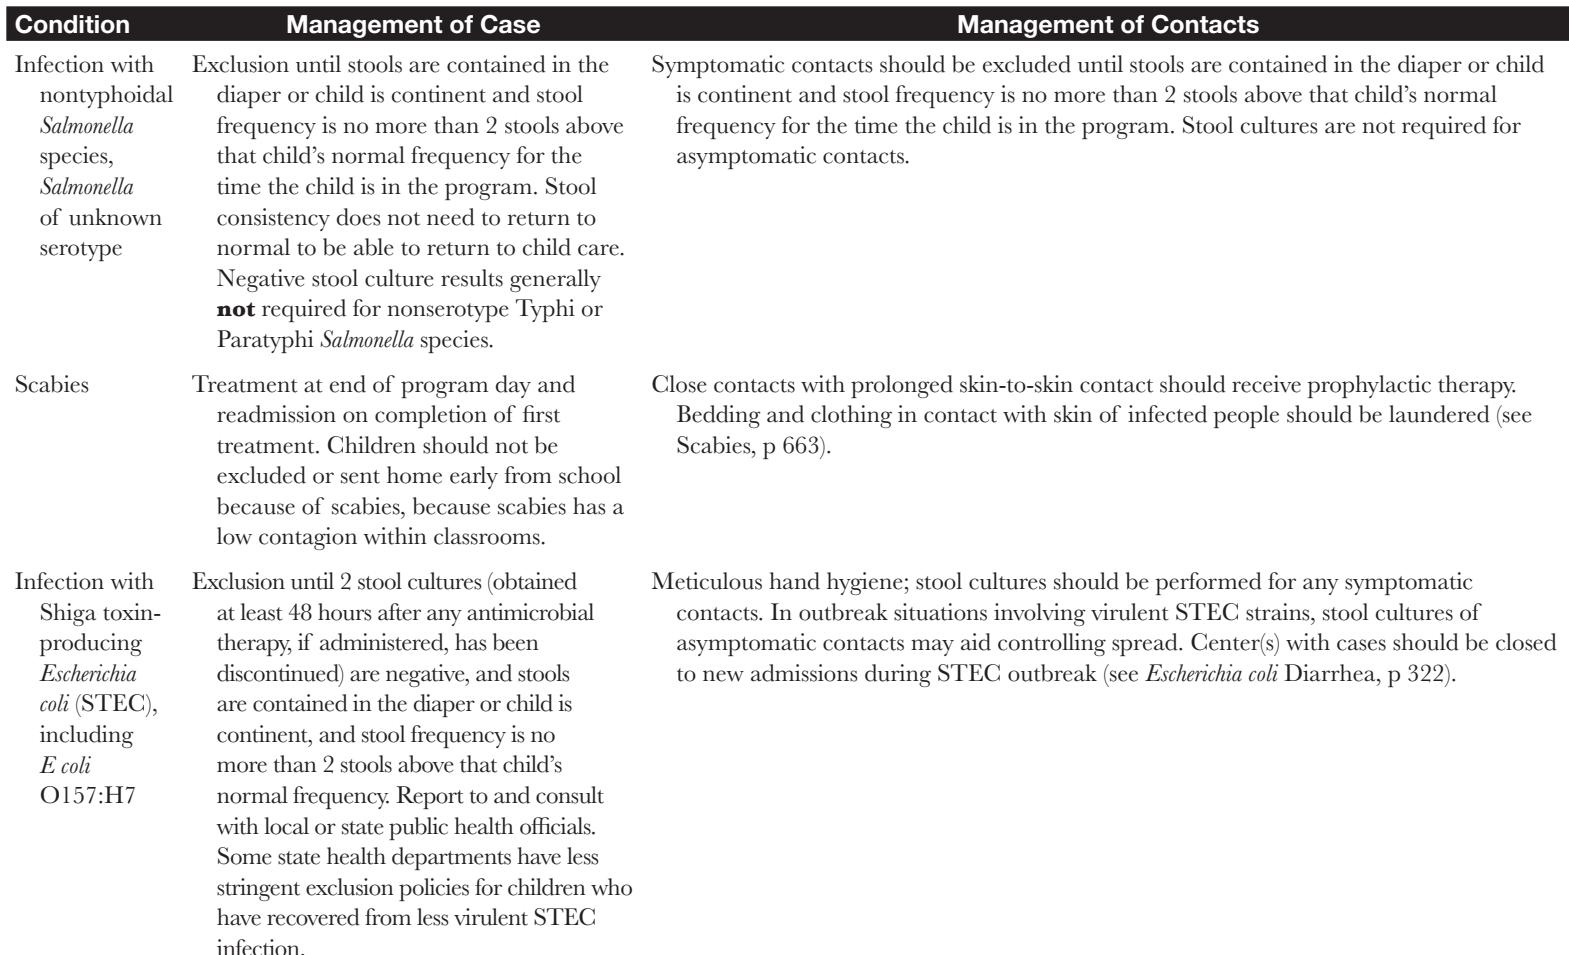 Condition Management of Case Management of Contacts
Infection with
nontyphoidal
Salmonella
species,
Salmonella
of unknown
serotype
Exclusion until stools are contained in the
diaper or child is continent and stool
frequency is no more than 2 stools above
that child’s normal frequency for the
time the child is in the program. Stool
consistency does not need to return to
normal to be able to return to child care.
Negative stool culture results generally
not required for nonserotype Typhi or
Paratyphi Salmonella species.
Symptomatic contacts should be excluded until stools are contained in the diaper or child
is continent and stool frequency is no more than 2 stools above that child’s normal
frequency for the time the child is in the program. Stool cultures are not required for
asymptomatic contacts.
Scabies
Treatment at end of program day and
readmission on completion of first
treatment. Children should not be
excluded or sent home early from school
because of scabies, because scabies has a
low contagion within classrooms.
Close contacts with prolonged skin-to-skin contact should receive prophylactic therapy.
Bedding and clothing in contact with skin of infected people should be laundered (see
Scabies, p 663).
Infection with
Shiga toxin-
producing
Escherichia
coli (STEC),
including
E coli
O157:H7
Exclusion until 2 stool cultures (obtained
at least 48 hours after any antimicrobial
therapy, if administered, has been
discontinued) are negative, and stools
are contained in the diaper or child is
continent, and stool frequency is no
more than 2 stools above that child’s
normal frequency. Report to and consult
with local or state public health officials.
Some state health departments have less
stringent exclusion policies for children who
have recovered from less virulent STEC
infection.
Meticulous hand hygiene; stool cultures should be performed for any symptomatic
contacts. In outbreak situations involving virulent STEC strains, stool cultures of
asymptomatic contacts may aid controlling spread. Center(s) with cases should be closed
to new admissions during STEC outbreak (see Escherichia coli Diarrhea, p 322).